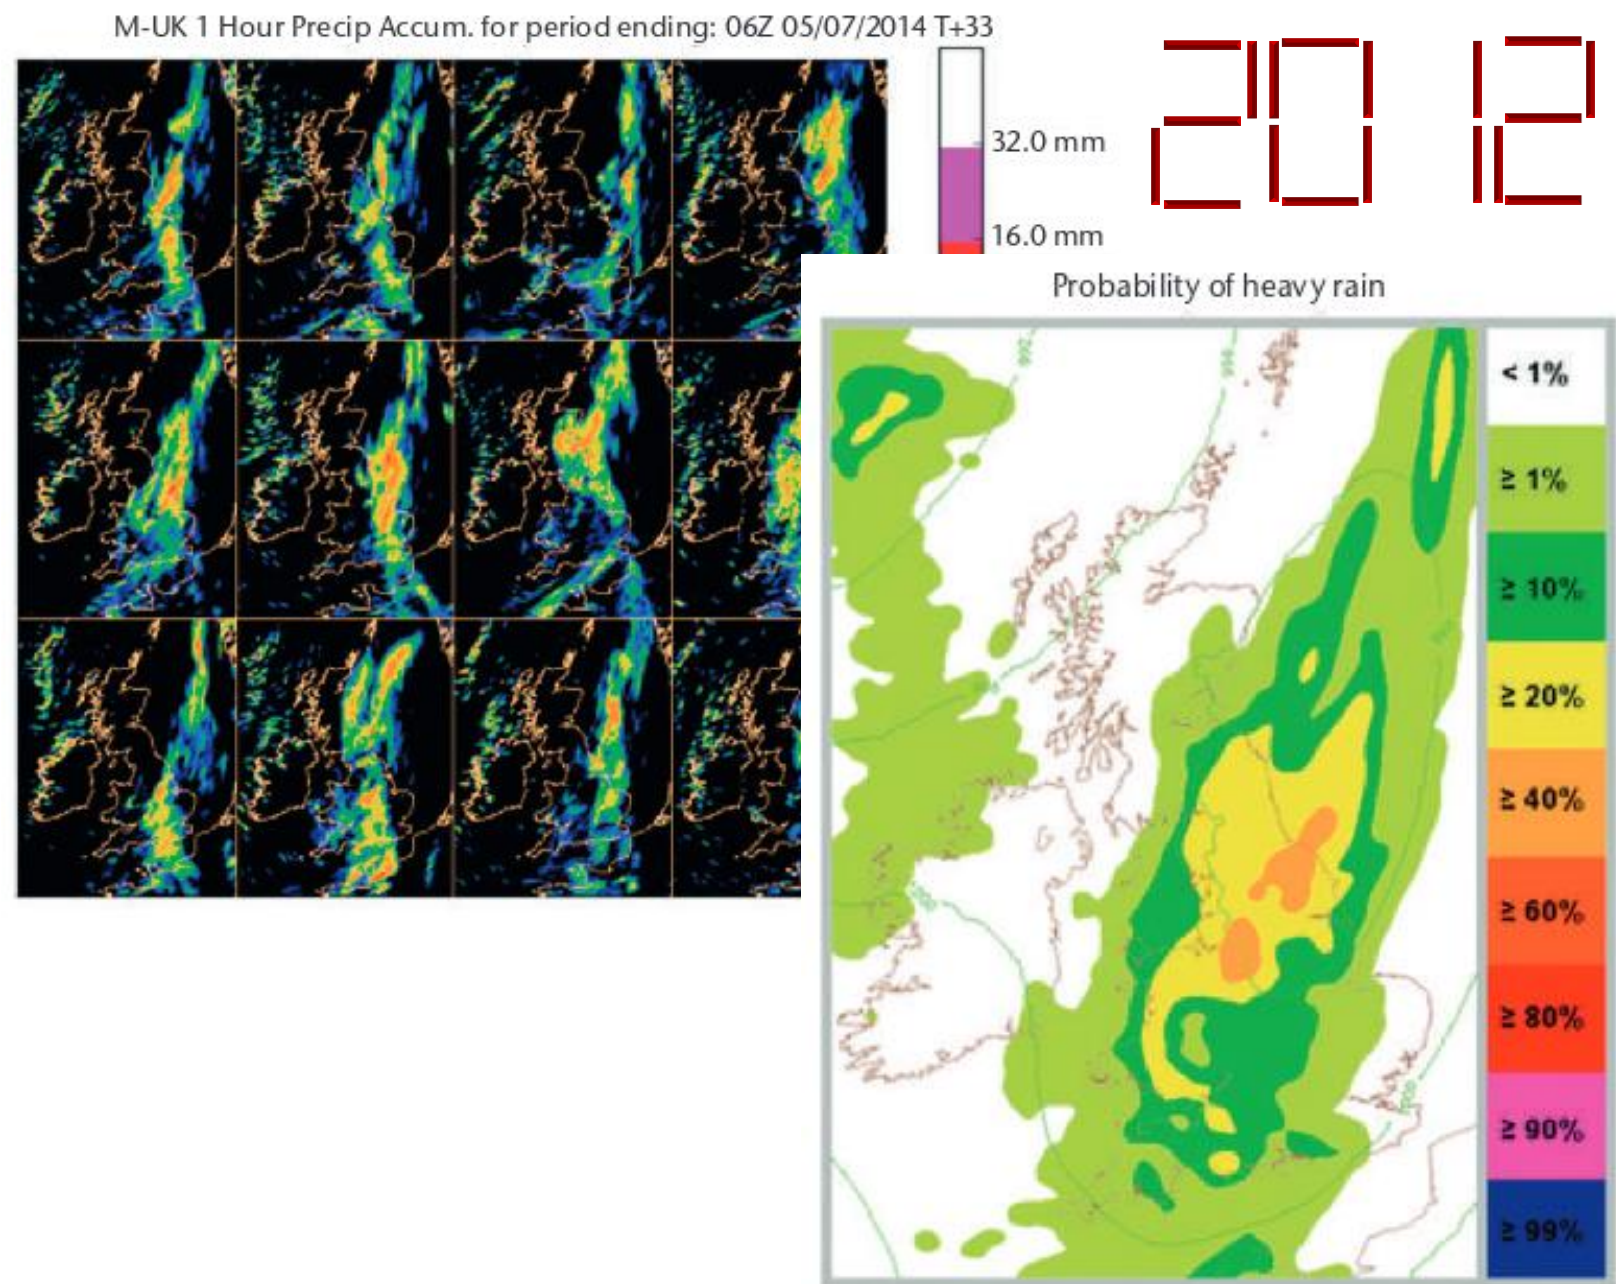 M-UK 1 Hour Precip Accum. for period ending: 06Z 05/07/2014 T+33
2012
32.0 mm
16.0 mm
Probability of heavy rain
< 1%
≥ 1%
≥ 10%
≥ 20%
≥ 40%
≥ 60%
≥ 80%
≥ 90%
≥ 99%
1000